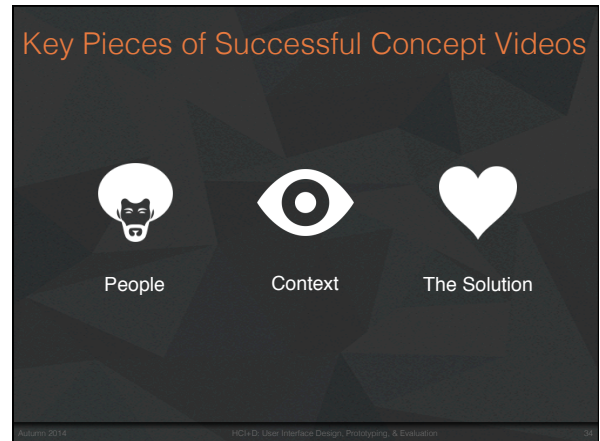 Key Pieces of Successful Concept Videos
People
Context
The Solution
Autumn 2014
HCI+D: User Interface Design, Prototyping, & Evaluation
34